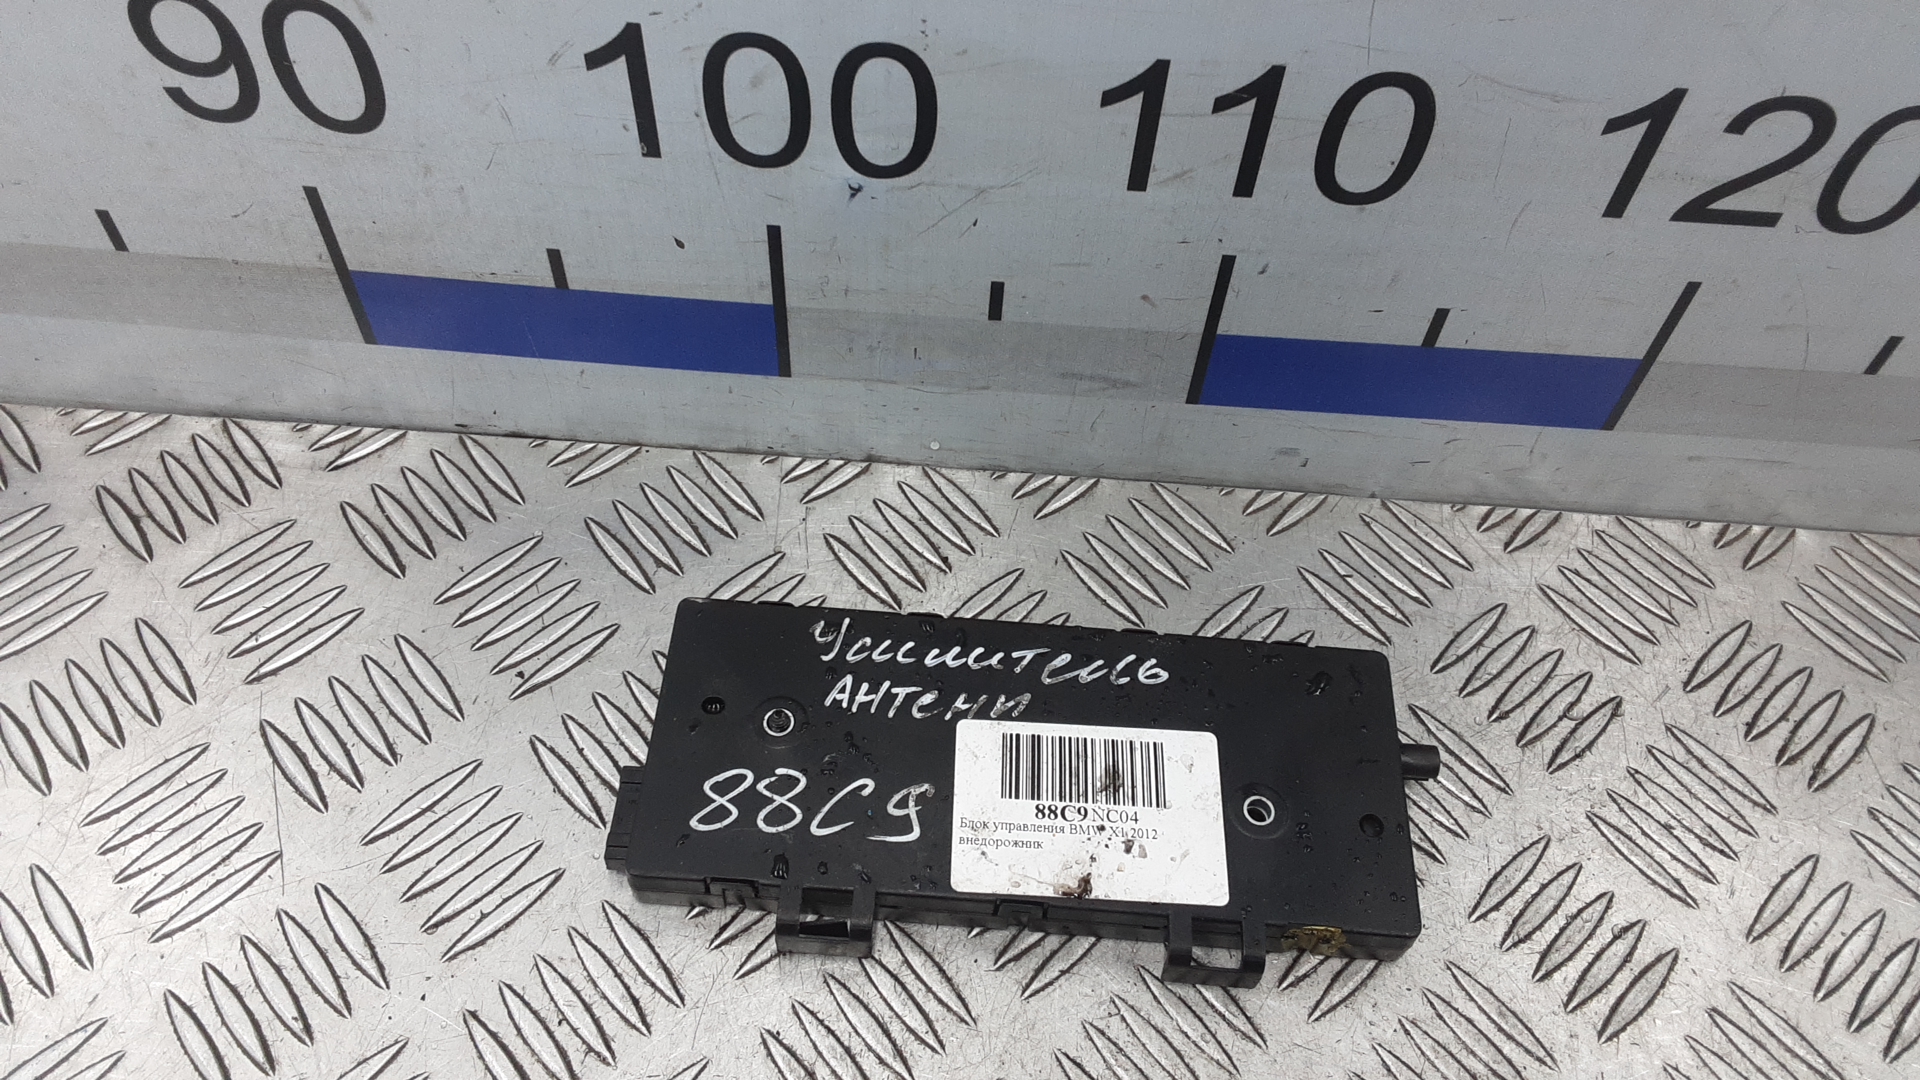 90 100 110 120
Усилитель
Антенн
88C9
88C9NC04
Блок управления BMW X1 2012
внедорожник